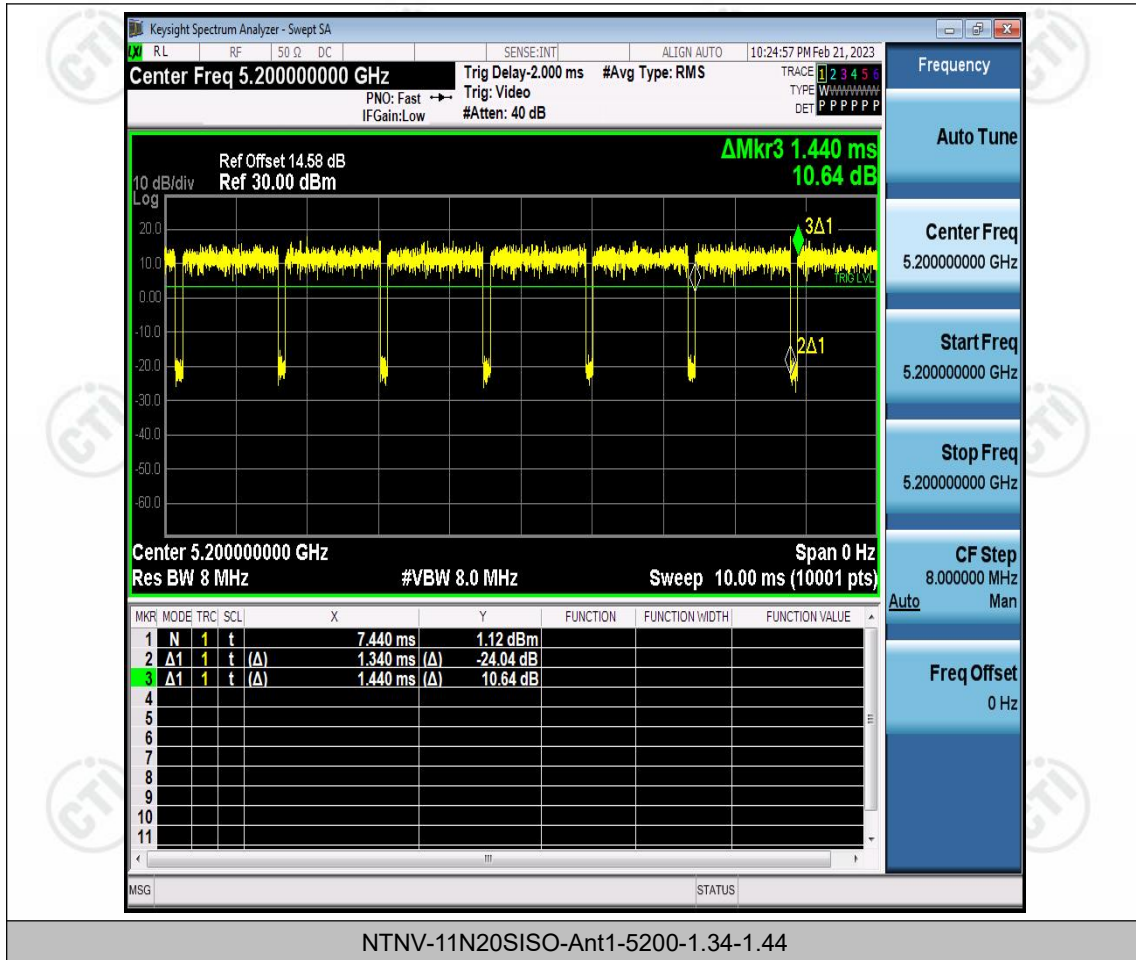 Keysight Spectrum Analyzer - Swept SA
LXI RL RF 50 Ω DC SENSE:INT ALIGN AUTO 10:24:57 PM Feb 21, 2023
Center Freq 5.200000000 GHz
Trig Delay-2.000 ms #Avg Type: RMS
TRACE 1 2 3 4 5 6
PNO: Fast
Trig: Video
TYPE WWWWWWW
IFGain:Low
#Atten: 40 dB
DET P P P P P P
Frequency
Auto Tune
Center Freq
5.200000000 GHz
Start Freq
5.200000000 GHz
Stop Freq
5.200000000 GHz
CF Step
8.000000 MHz
Auto Man
Freq Offset
0 Hz
ΔMkr3 1.440 ms
10.64 dB
Ref Offset 14.58 dB
10 dB/div Ref 30.00 dBm
Log
20.0
10.0
0.00
-10.0
-20.0
-30.0
-40.0
-50.0
-60.0
3Δ1
TRIG LVL
2Δ1
Center 5.200000000 GHz Span 0 Hz
Res BW 8 MHz #VBW 8.0 MHz Sweep 10.00 ms (10001 pts)
MKR MODE TRC SCL X Y FUNCTION FUNCTION WIDTH FUNCTION VALUE
1 N 1 t 7.440 ms 1.12 dBm
2 Δ1 1 t (Δ) 1.340 ms (Δ) -24.04 dB
3 Δ1 1 t (Δ) 1.440 ms (Δ) 10.64 dB
4
5
6
7
8
9
10
11
MSG STATUS
NTNV-11N20SISO-Ant1-5200-1.34-1.44
CTI
CTI
CTI
CTI
CTI
CTI